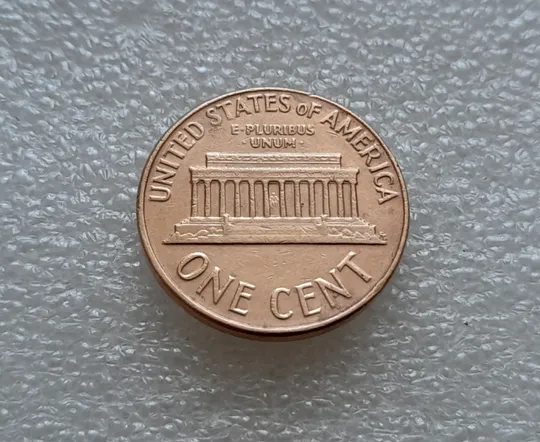 UNITED STATES OF AMERICA
E·PLURIBUS
·UNUM·
ONE CENT